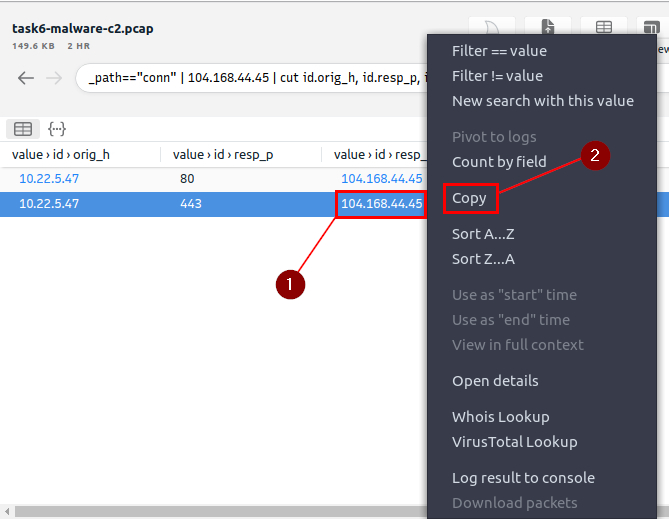 task6-malware-c2.pcap
149.6 KB 2 HR
_path=="conn" | 104.168.44.45 | cut id.orig_h, id.resp_p, i
ew
{...}
value › id › orig_h value › id › resp_p value › id › resp_
10.22.5.47 80 104.168.44.45
10.22.5.47 443 104.168.44.45
1
Filter == value
Filter != value
New search with this value
Pivot to logs
Count by field
2
Copy
Sort A...Z
Sort Z...A
Use as "start" time
Use as "end" time
View in full context
Open details
Whois Lookup
VirusTotal Lookup
Log result to console
Download packets